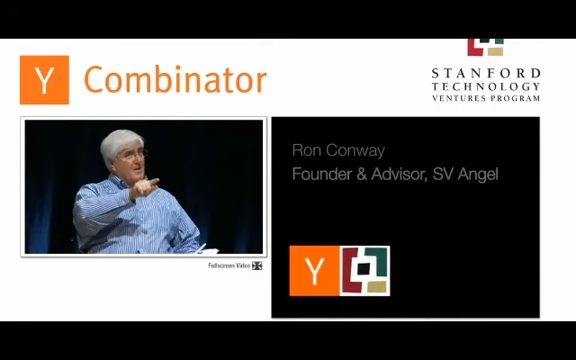 Y Combinator
STANFORD
TECHNOLOGY
VENTURES PROGRAM
Ron Conway
Founder & Advisor, SV Angel
Y
Fullscreen Video